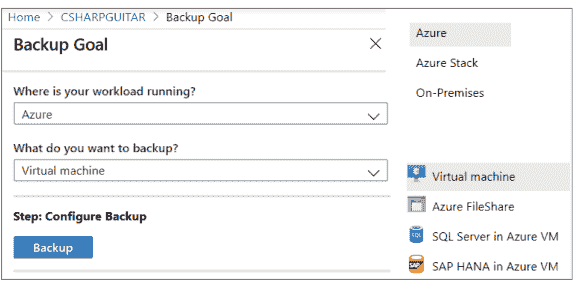 Home > CSHARPGUITAR > Backup Goal
Backup Goal
Where is your workload running?
Azure
What do you want to backup?
Virtual machine
Step: Configure Backup
Backup
Azure
Azure Stack
On-Premises
Virtual machine
Azure FileShare
SQL Server in Azure VM
SAP HANA in Azure VM